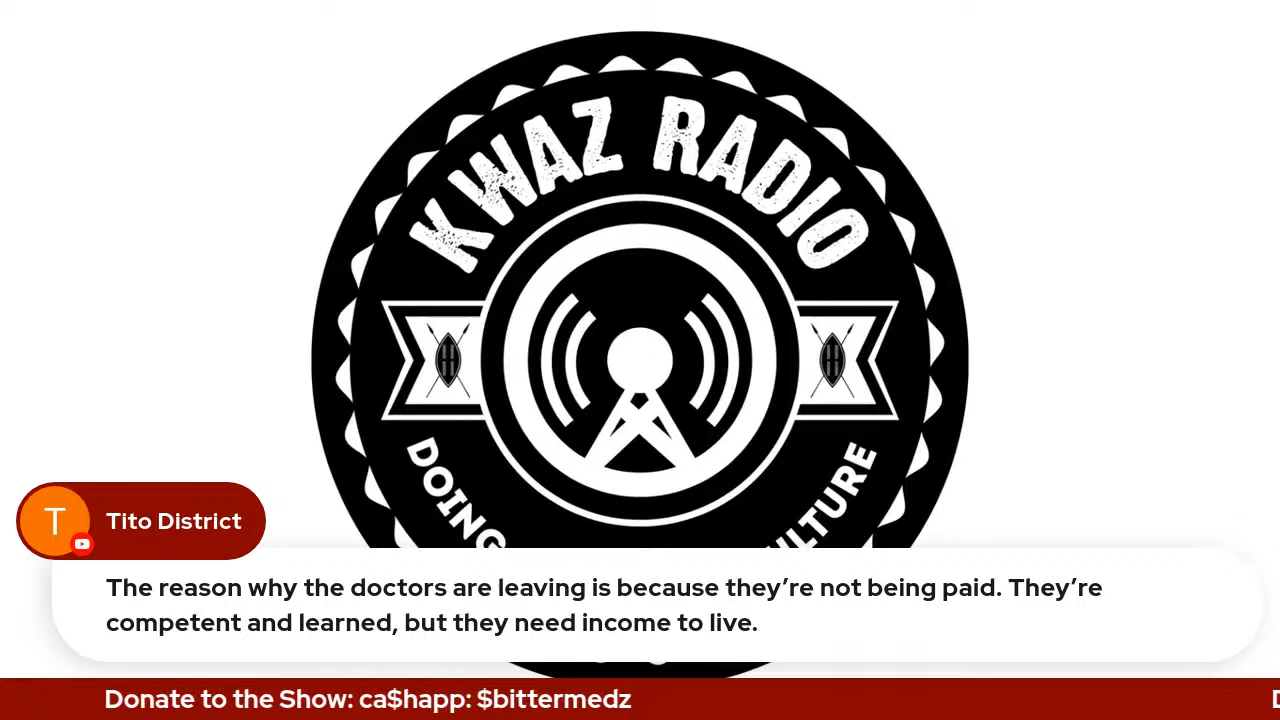 KWAZ RADIO
DOING
ULTURE
Tito District
The reason why the doctors are leaving is because they’re not being paid. They’re
competent and learned, but they need income to live.
Donate to the Show: ca$happ: $bittermedz